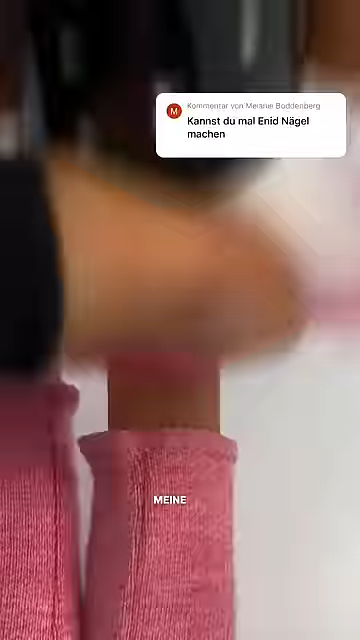 M
Kommentar von Melanie Boddenberg
Kannst du mal Enid Nägel
machen
MEINE